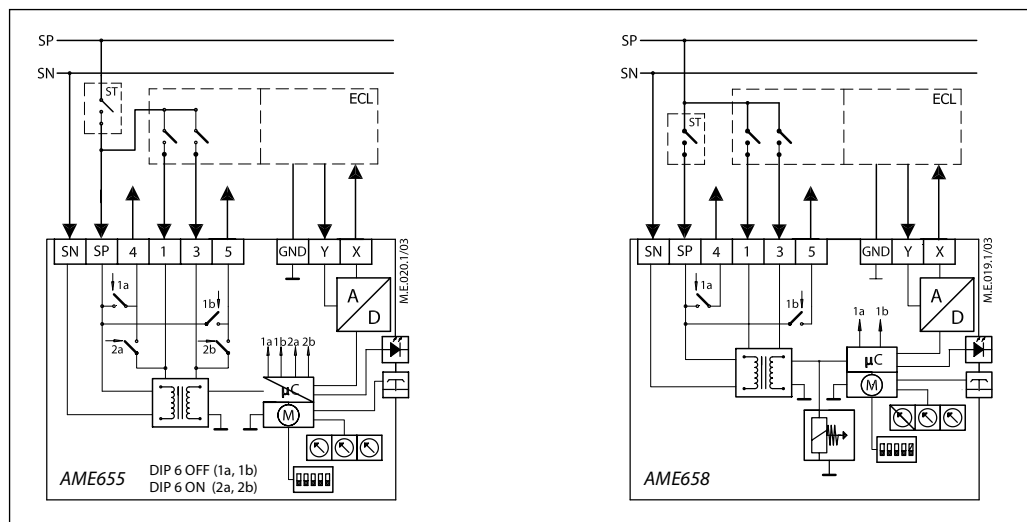 SP
SN
ST
ECL
SN SP 4 1 3 5 GND Y X
M.E.020.1/03
1a
1b
A
D
2a
2b
1a 1b 2a 2b
µC
M
AME655
DIP 6 OFF (1a, 1b)
DIP 6 ON (2a, 2b)
SP
SN
ST
ECL
SN SP 4 1 3 5 GND Y X
M.E.019.1/03
1a
1b
A
D
1a 1b
µC
M
AME658